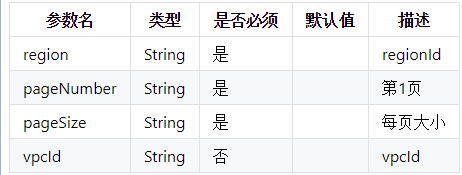 参数名 类型 是否必须 默认值 描述
region String 是 regionId
pageNumber String 是 第1页
pageSize String 是 每页大小
vpcId String 否 vpcId